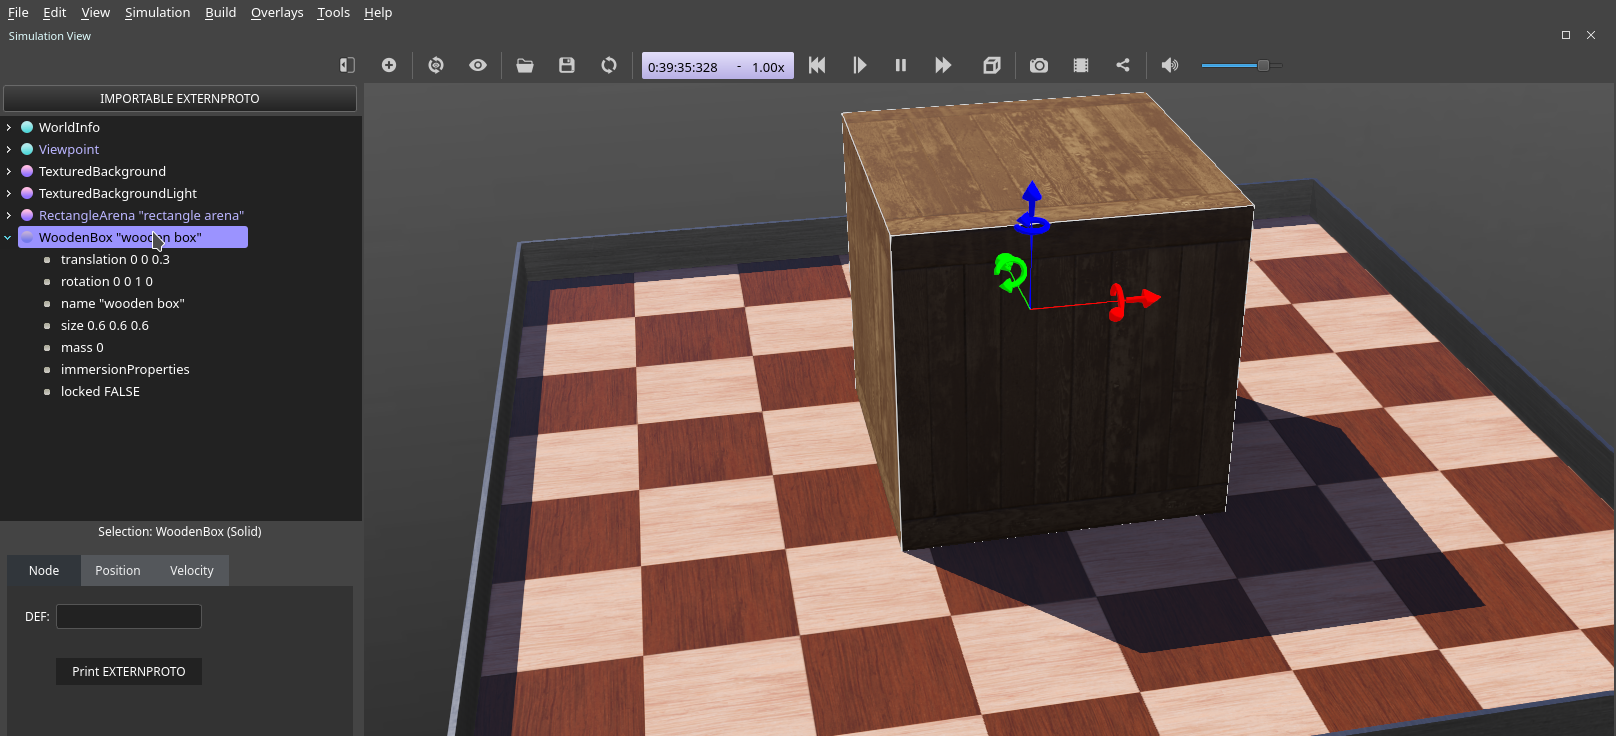 File Edit View Simulation Build Overlays Tools Help
Simulation View
0:39:35:328 - 1.00x
IMPORTABLE EXTERNPROTO
WorldInfo
Viewpoint
TexturedBackground
TexturedBackgroundLight
RectangleArena "rectangle arena"
WoodenBox "wooden box"
translation 0 0 0.3
rotation 0 0 1 0
name "wooden box"
size 0.6 0.6 0.6
mass 0
immersionProperties
locked FALSE
Selection: WoodenBox (Solid)
Node Position Velocity
DEF:
Print EXTERNPROTO